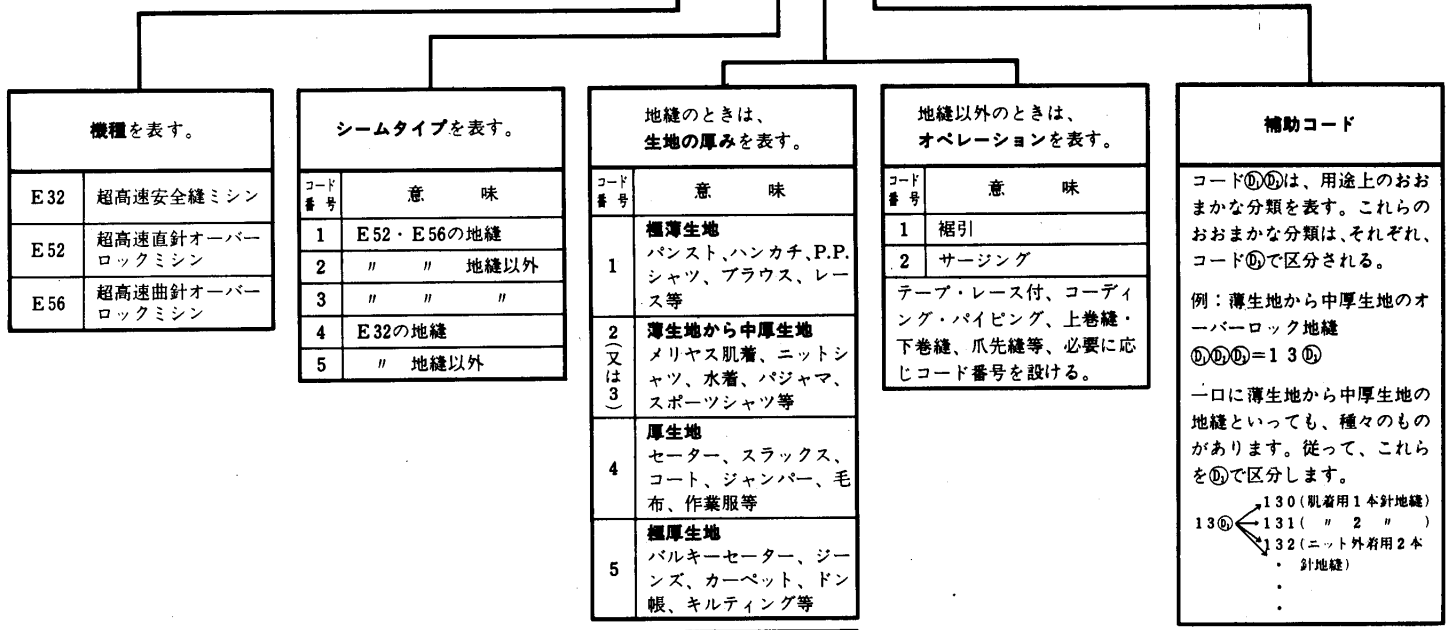 機種を表す。
E32 超高速安全縫ミシン
E52 超高速直針オーバー
ロックミシン
E56 超高速曲針オーバー
ロックミシン
シームタイプを表す。
コード
番号 意味
1 E52・E56の地縫
2 〃 〃 地縫以外
3 〃 〃 〃
4 E32の地縫
5 〃 地縫以外
地縫のときは、
生地の厚みを表す。
コード
番号 意味
1 極薄生地
パンスト、ハンカチ、P.P.
シャツ、ブラウス、レー
ス等
2(又は3) 薄生地から中厚生地
メリヤス肌着、ニットシ
ャツ、水着、パジャマ、
スポーツシャツ等
4 厚生地
セーター、スラックス、
コート、ジャンパー、毛
布、作業服等
5 極厚生地
バルキーセーター、ジー
ンズ、カーペット、ドン
帳、キルティング等
地縫以外のときは、
オペレーションを表す。
コード
番号 意味
1 裾引
2 サージング
テープ・レース付、コーディ
ング・パイピング、上巻縫・
下巻縫、爪先縫等、必要に応
じコード番号を設ける。
補助コード
コードD₁D₂は、用途上のおお
まかな分類を表す。これらの
おおまかな分類は、それぞれ、
コードD₃で区分される。
例：薄生地から中厚生地のオ
ーバーロック地縫
D₁D₂D₃=13D₃
一口に薄生地から中厚生地の
地縫といっても、種々のもの
があります。従って、これら
をD₃で区分します。
130(肌着用1本針地縫)
13D₃ 131( 〃 2 〃 )
132(ニット外着用2本
針地縫)